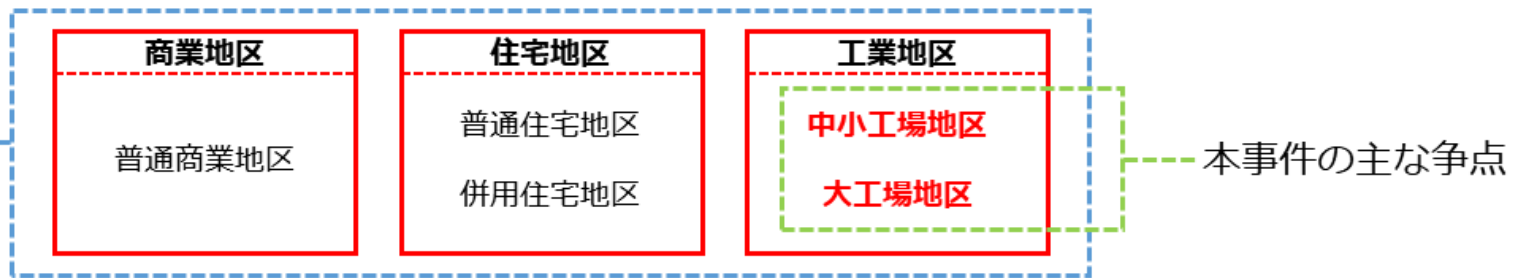 商業地区
普通商業地区
住宅地区
普通住宅地区
併用住宅地区
工業地区
中小工場地区
大工場地区
本事件の主な争点